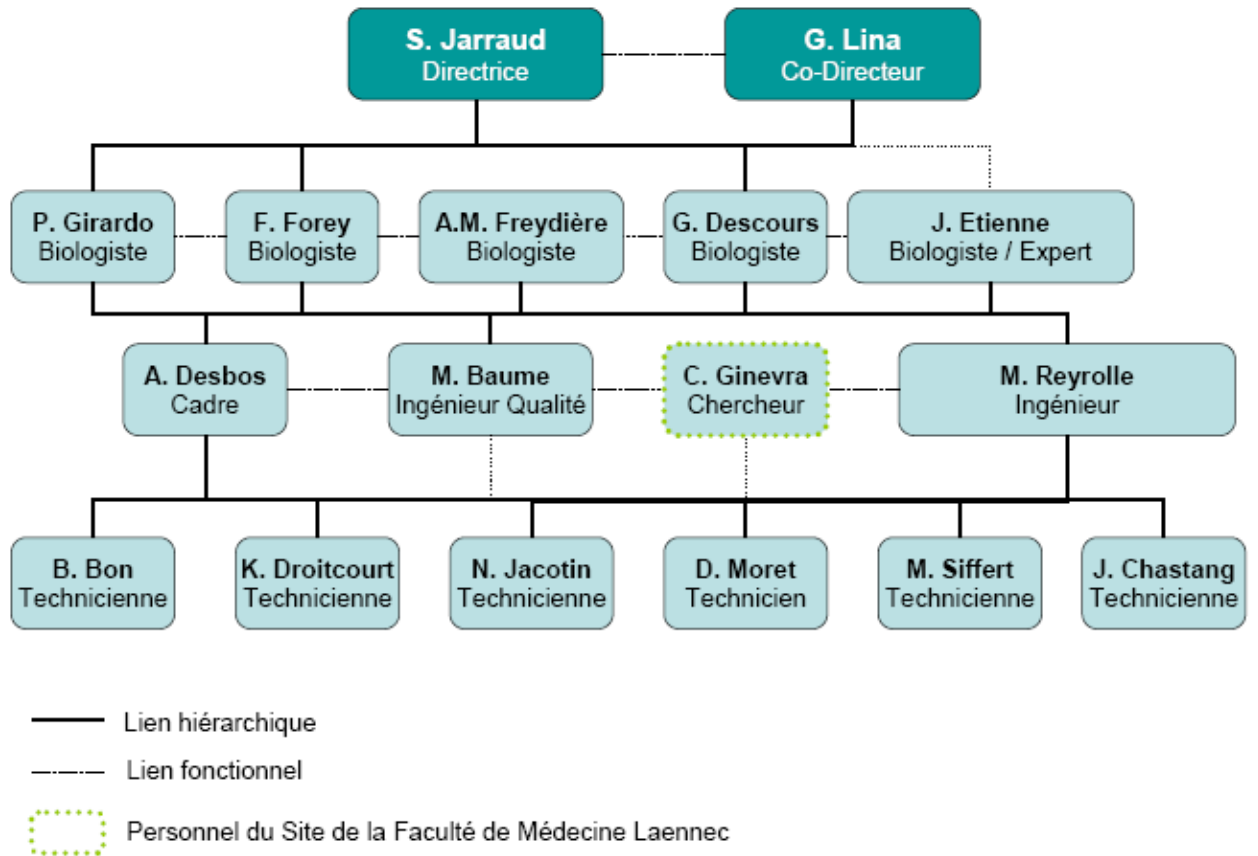 S. Jarraud
Directrice
G. Lina
Co-Directeur
P. Girardo
Biologiste
F. Forey
Biologiste
A.M. Freydière
Biologiste
G. Descours
Biologiste
J. Etienne
Biologiste / Expert
A. Desbos
Cadre
M. Baume
Ingénieur Qualité
C. Ginevra
Chercheur
M. Reyrolle
Ingénieur
B. Bon
Technicienne
K. Droitcourt
Technicienne
N. Jacotin
Technicienne
D. Moret
Technicien
M. Siffert
Technicienne
J. Chastang
Technicienne
Lien hiérarchique
Lien fonctionnel
Personnel du Site de la Faculté de Médecine Laennec